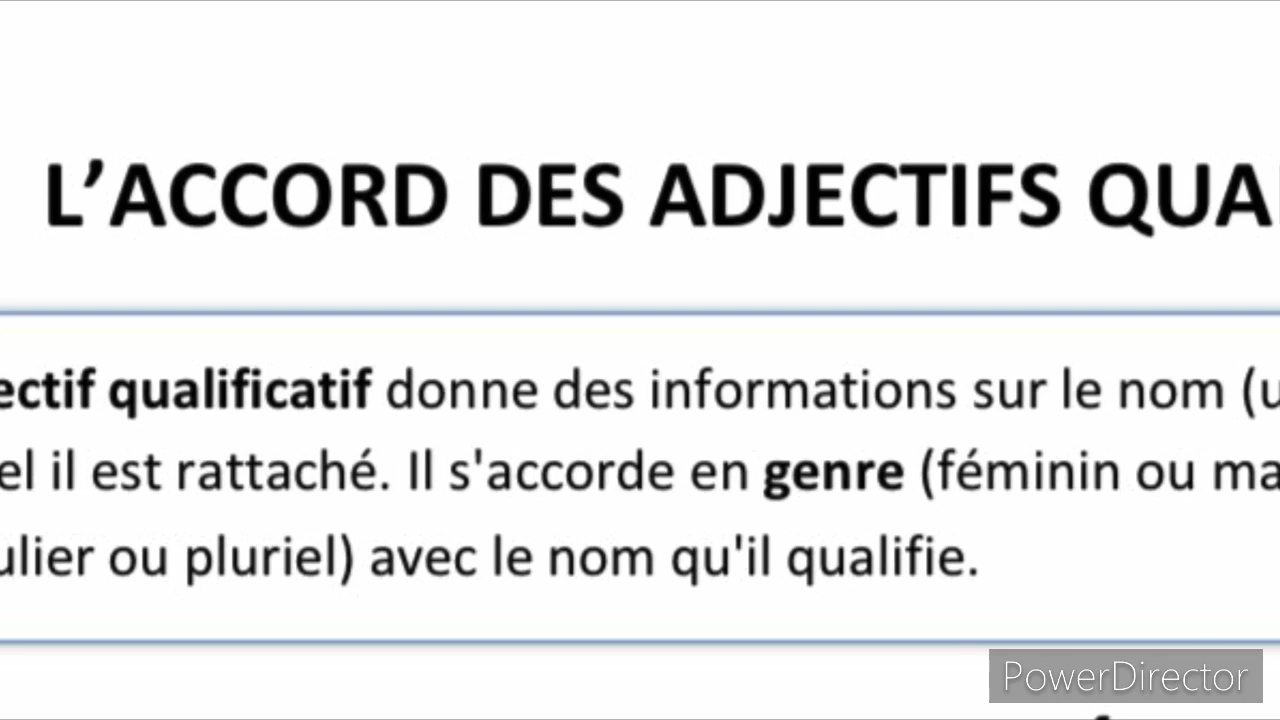 L’ACCORD DES ADJECTIFS QUA
ectif qualificatif donne des informations sur le nom (u
el il est rattaché. Il s'accorde en genre (féminin ou ma
ulier ou pluriel) avec le nom qu'il qualifie.
PowerDirector